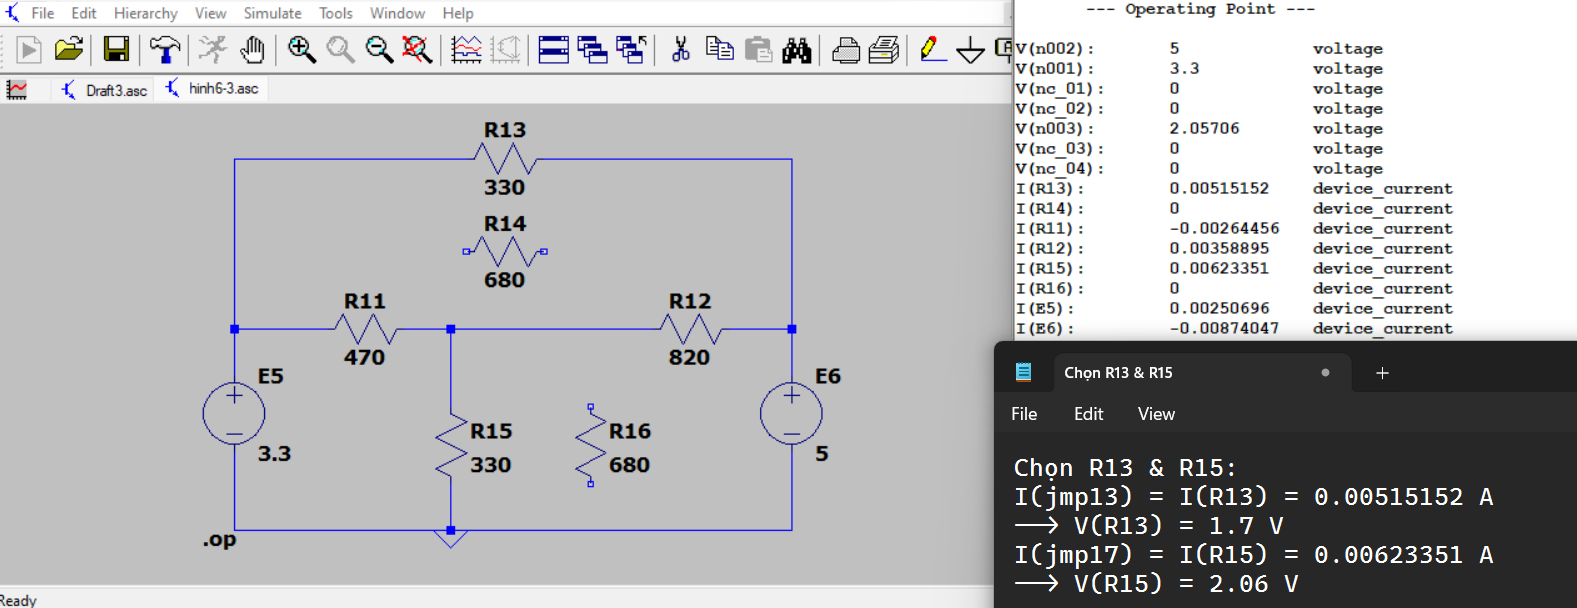 File Edit Hierarchy View Simulate Tools Window Help
Draft3.asc hinh6-3.asc
R13
330
R14
680
R11
470
R12
820
E5
3.3
R15
330
R16
680
E6
5
.op
Ready
--- Operating Point ---
V(n002): 5 voltage
V(n001): 3.3 voltage
V(nc_01): 0 voltage
V(nc_02): 0 voltage
V(n003): 2.05706 voltage
V(nc_03): 0 voltage
V(nc_04): 0 voltage
I(R13): 0.00515152 device_current
I(R14): 0 device_current
I(R11): -0.00264456 device_current
I(R12): 0.00358895 device_current
I(R15): 0.00623351 device_current
I(R16): 0 device_current
I(E5): 0.00250696 device_current
I(E6): -0.00874047 device_current
Chọn R13 & R15
File Edit View
Chọn R13 & R15:
I(jmp13) = I(R13) = 0.00515152 A
⟶ V(R13) = 1.7 V
I(jmp17) = I(R15) = 0.00623351 A
⟶ V(R15) = 2.06 V